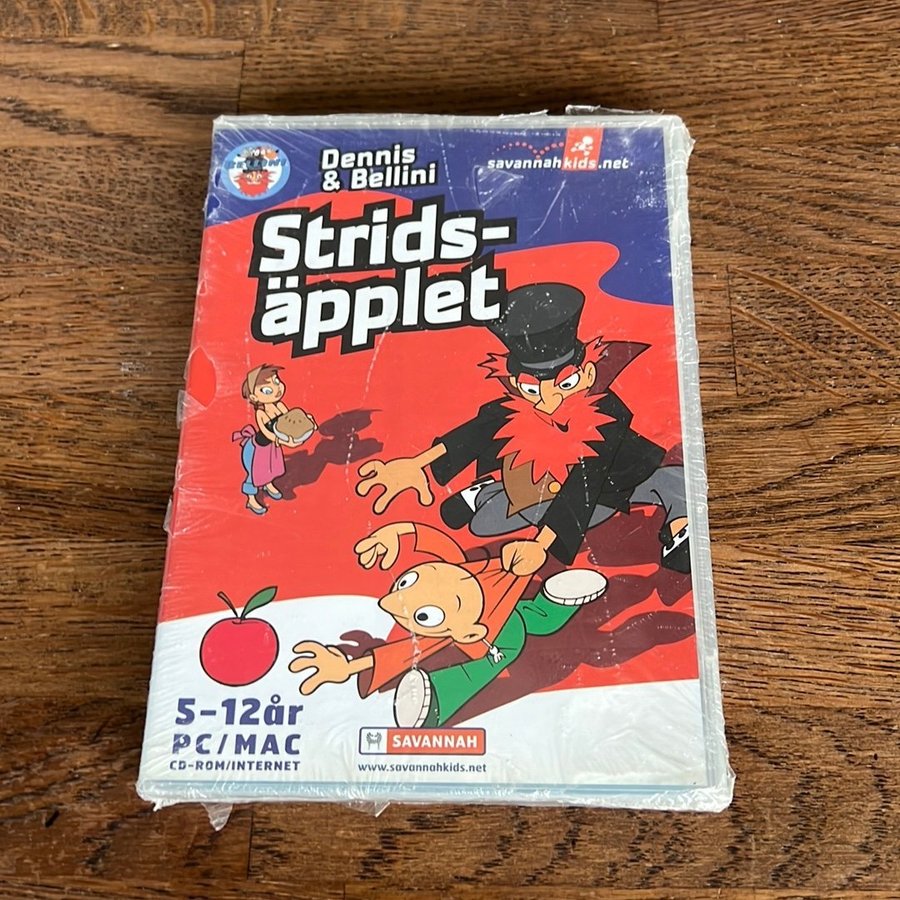 Dennis
& Bellini
savannahkids.net
Strids-
äpplet
5-12år
PC/MAC
CD-ROM/INTERNET
SAVANNAH
www.savannahkids.net